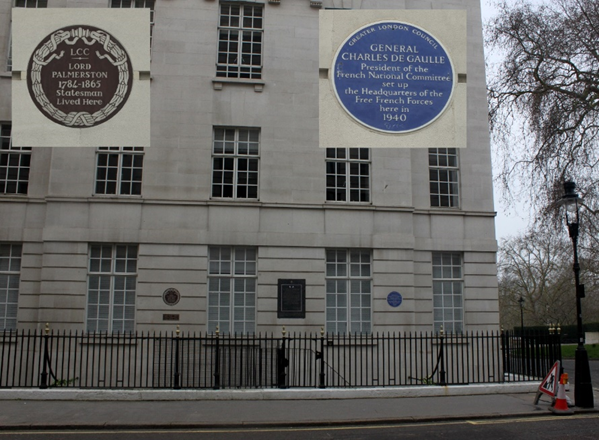 LCC
LORD
PALMERSTON
1784-1865
Statesman
Lived Here
GREATER LONDON COUNCIL
GENERAL
CHARLES DE GAULLE
President of the
French National Committee
set up
the Headquarters of the
Free French Forces
here in
1940